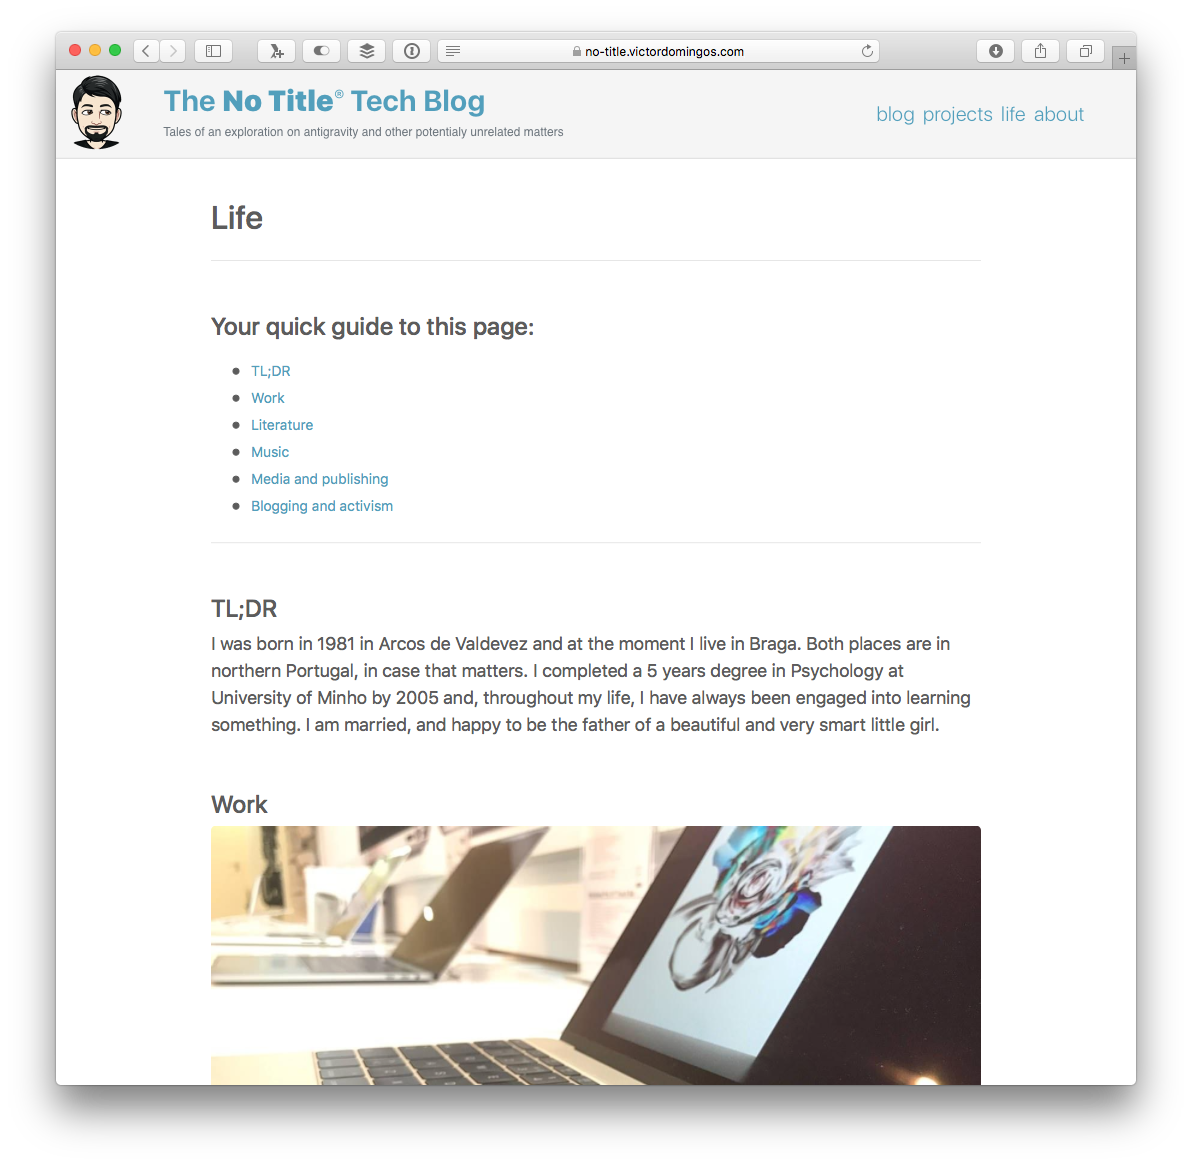 no-title.victordomingos.com
The No Title® Tech Blog
Tales of an exploration on antigravity and other potentialy unrelated matters
blog projects life about
Life
Your quick guide to this page:
TL;DR
Work
Literature
Music
Media and publishing
Blogging and activism
TL;DR
I was born in 1981 in Arcos de Valdevez and at the moment I live in Braga. Both places are in
northern Portugal, in case that matters. I completed a 5 years degree in Psychology at
University of Minho by 2005 and, throughout my life, I have always been engaged into learning
something. I am married, and happy to be the father of a beautiful and very smart little girl.
Work